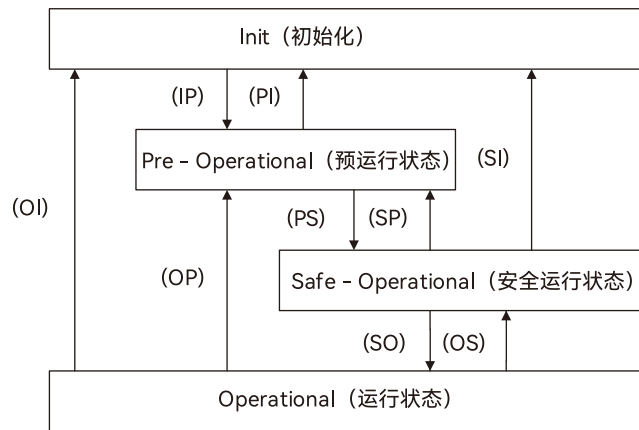 Init（初始化）
(IP)
(PI)
Pre – Operational（预运行状态）
(SI)
(OI)
(PS)
(SP)
(OP)
Safe – Operational（安全运行状态）
(SO)
(OS)
Operational（运行状态）